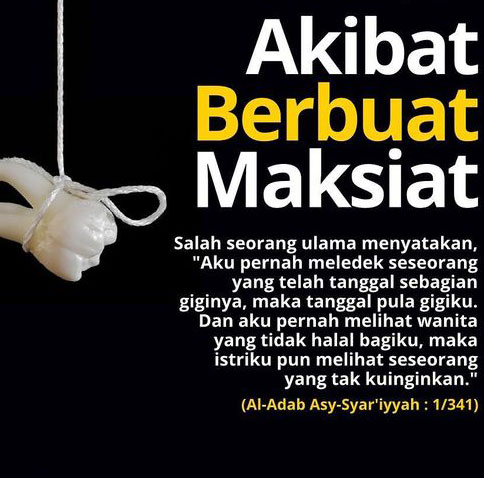 Akibat
Berbuat
Maksiat
Salah seorang ulama menyatakan,
"Aku pernah meledek seseorang
yang telah tanggal sebagian
giginya, maka tanggal pula gigiku.
Dan aku pernah melihat wanita
yang tidak halal bagiku, maka
istriku pun melihat seseorang
yang tak kuinginkan."
(Al-Adab Asy-Syar'iyyah : 1/341)